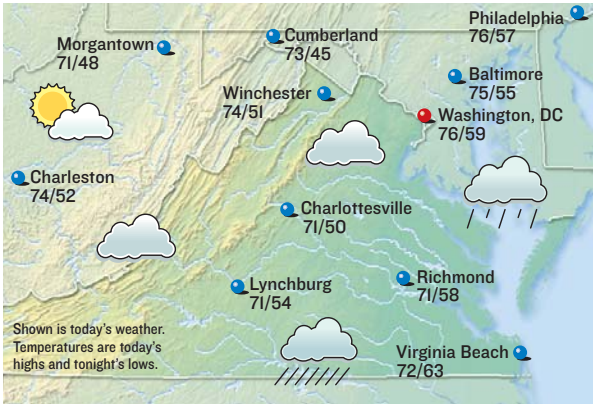 Philadelphia
76/57
Morgantown
71/48
Cumberland
73/45
Baltimore
75/55
Winchester
74/51
Washington, DC
76/59
Charleston
74/52
Charlottesville
71/50
Lynchburg
71/54
Richmond
71/58
Shown is today's weather.
Temperatures are today's
highs and tonight's lows.
Virginia Beach
72/63